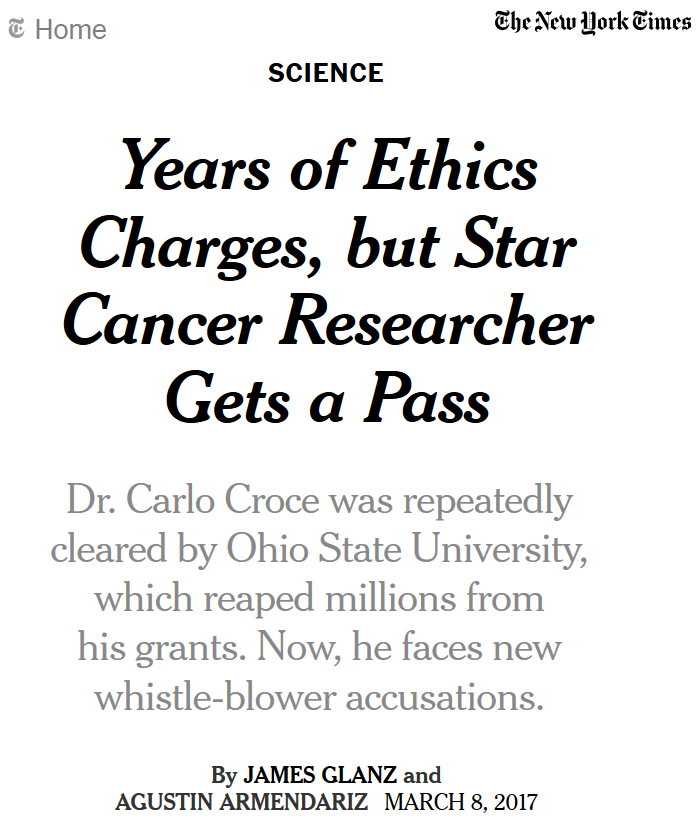 Home
The New York Times
SCIENCE
Years of Ethics
Charges, but Star
Cancer Researcher
Gets a Pass
Dr. Carlo Croce was repeatedly
cleared by Ohio State University,
which reaped millions from
his grants. Now, he faces new
whistle-blower accusations.
By JAMES GLANZ and
AGUSTIN ARMENDARIZ MARCH 8, 2017